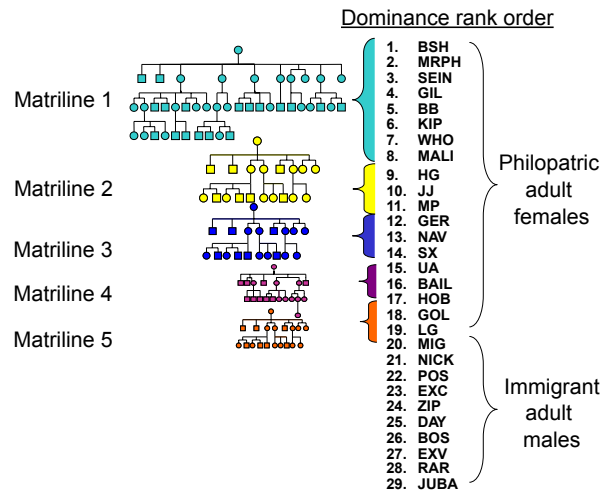 Dominance rank order
1. BSH
2. MRPH
3. SEIN
4. GIL
5. BB
6. KIP
7. WHO
8. MALI
9. HG
10. JJ
11. MP
12. GER
13. NAV
14. SX
15. UA
16. BAIL
17. HOB
18. GOL
19. LG
20. MIG
21. NICK
22. POS
23. EXC
24. ZIP
25. DAY
26. BOS
27. EXV
28. RAR
29. JUBA
Matriline 1
Matriline 2
Matriline 3
Matriline 4
Matriline 5
Philopatric
adult
females
Immigrant
adult
males